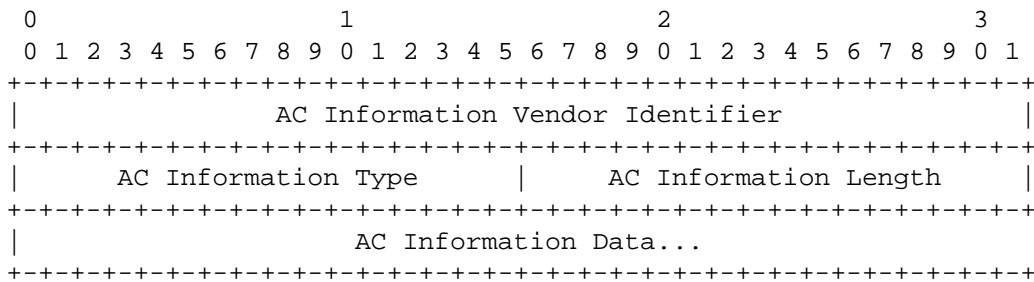 0                   1                   2                   3
 0 1 2 3 4 5 6 7 8 9 0 1 2 3 4 5 6 7 8 9 0 1 2 3 4 5 6 7 8 9 0 1
+-+-+-+-+-+-+-+-+-+-+-+-+-+-+-+-+-+-+-+-+-+-+-+-+-+-+-+-+-+-+-+-+
|                AC Information Vendor Identifier               |
+-+-+-+-+-+-+-+-+-+-+-+-+-+-+-+-+-+-+-+-+-+-+-+-+-+-+-+-+-+-+-+-+
|      AC Information Type      |     AC Information Length     |
+-+-+-+-+-+-+-+-+-+-+-+-+-+-+-+-+-+-+-+-+-+-+-+-+-+-+-+-+-+-+-+-+
|                     AC Information Data...
+-+-+-+-+-+-+-+-+-+-+-+-+-+-+-+-+-+-+-+-+-+-+-+-+-+-+-+-+-+-+-+-+